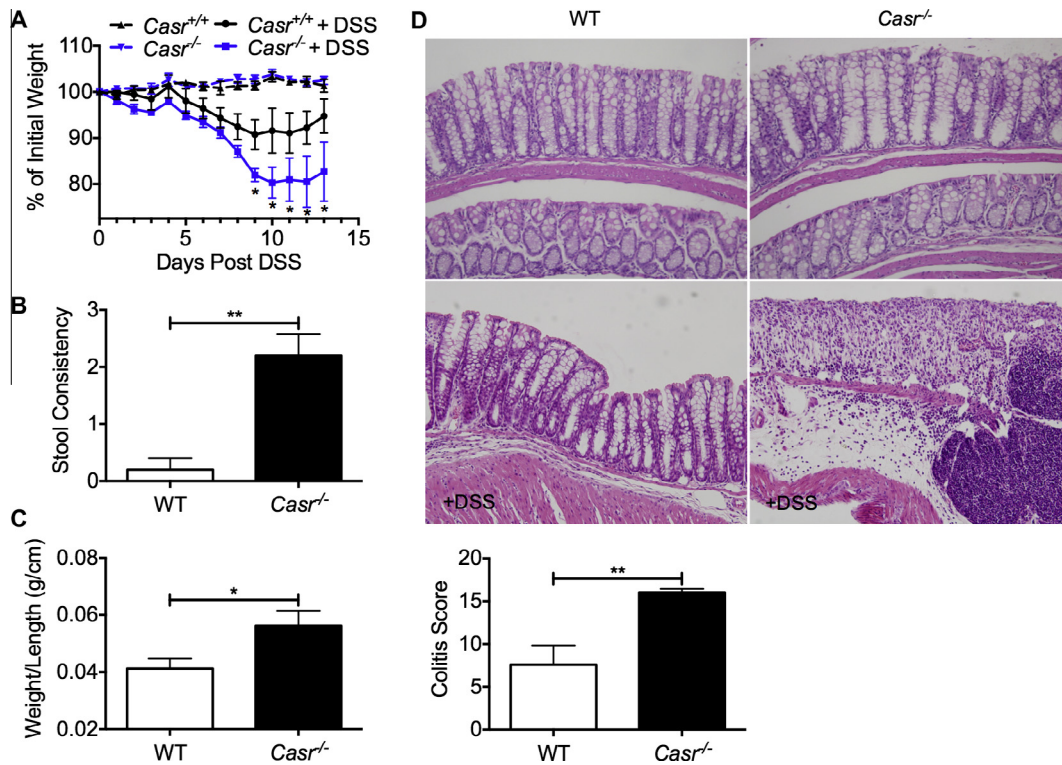 A
Casr+/+
Casr+/+ + DSS
Casr-/-
Casr-/- + DSS
% of Initial Weight
110
100
90
80
0
5
10
15
* * * * *
Days Post DSS
B
Stool Consistency
3
2
1
0
**
WT
Casr-/-
C
Weight/Length (g/cm)
0.08
0.06
0.04
0.02
*
WT
Casr-/-
D
WT
Casr-/-
+DSS
+DSS
Colitis Score
20
15
10
5
0
**
WT
Casr-/-